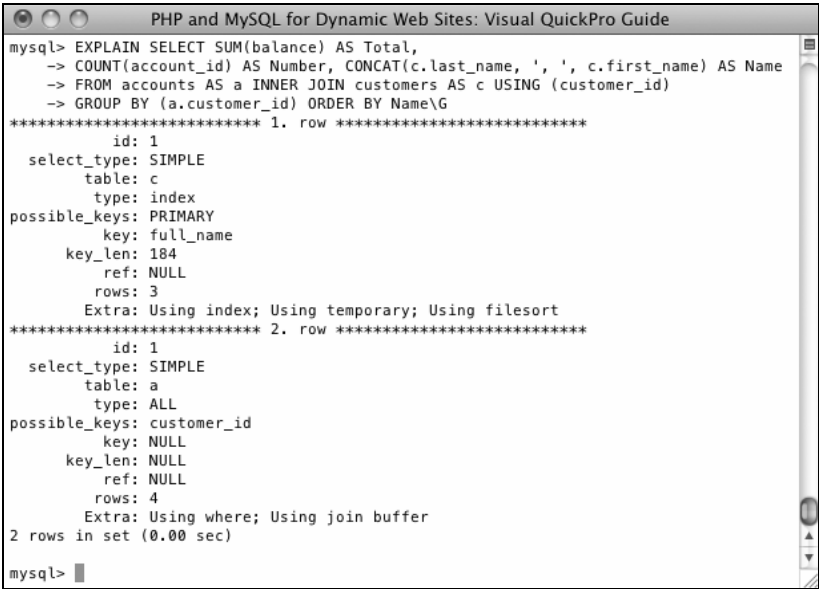 PHP and MySQL for Dynamic Web Sites: Visual QuickPro Guide
mysql> EXPLAIN SELECT SUM(balance) AS Total,
    -> COUNT(account_id) AS Number, CONCAT(c.last_name, ', ', c.first_name) AS Name
    -> FROM accounts AS a INNER JOIN customers AS c USING (customer_id)
    -> GROUP BY (a.customer_id) ORDER BY Name\G
*************************** 1. row ***************************
           id: 1
  select_type: SIMPLE
        table: c
         type: index
possible_keys: PRIMARY
          key: full_name
      key_len: 184
          ref: NULL
         rows: 3
        Extra: Using index; Using temporary; Using filesort
*************************** 2. row ***************************
           id: 1
  select_type: SIMPLE
        table: a
         type: ALL
possible_keys: customer_id
          key: NULL
      key_len: NULL
          ref: NULL
         rows: 4
        Extra: Using where; Using join buffer
2 rows in set (0.00 sec)
mysql>